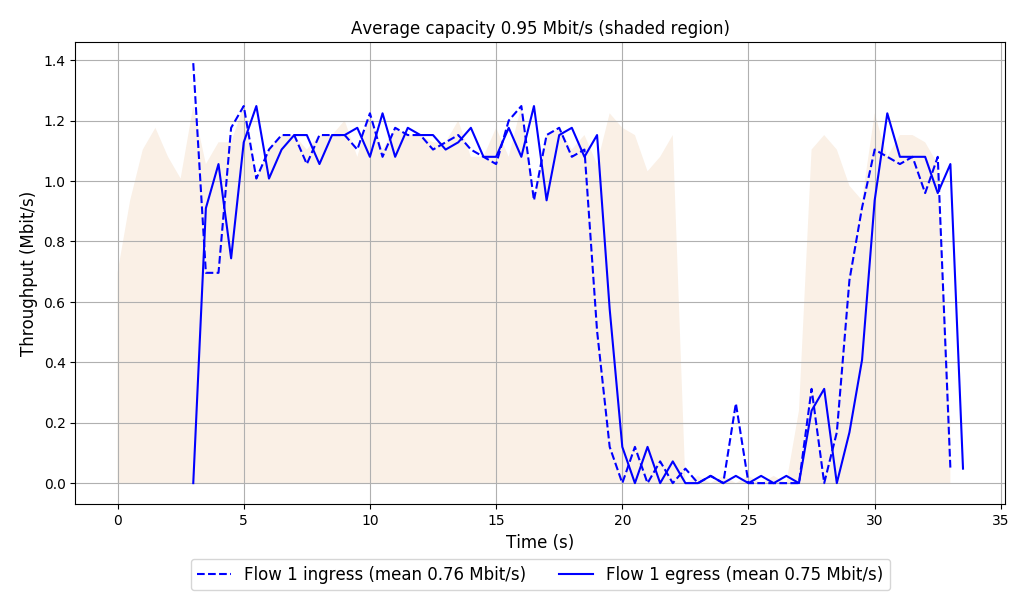 Average capacity 0.95 Mbit/s (shaded region)
Throughput (Mbit/s)
1.4
1.2
1.0
0.8
0.6
0.4
0.2
0.0
0 5 10 15 20 25 30 35
Time (s)
Flow 1 ingress (mean 0.76 Mbit/s) Flow 1 egress (mean 0.75 Mbit/s)